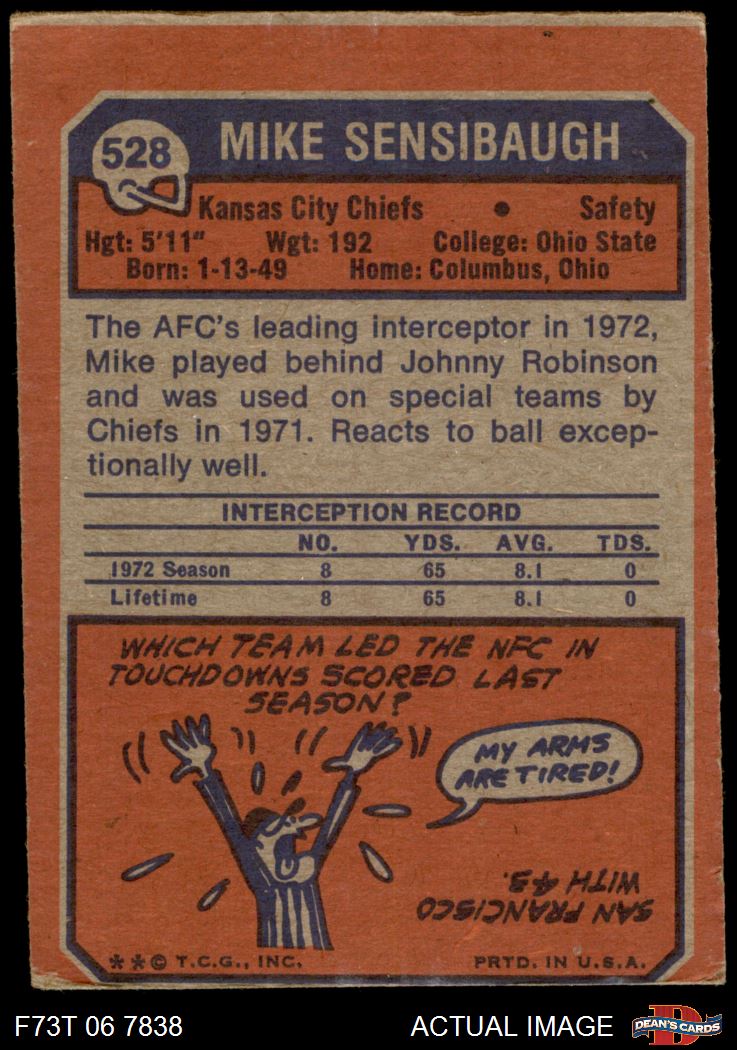 528
MIKE SENSIBAUGH
Kansas City Chiefs • Safety
Hgt: 5'11" Wgt: 192 College: Ohio State
Born: 1-13-49 Home: Columbus, Ohio
The AFC's leading interceptor in 1972,
Mike played behind Johnny Robinson
and was used on special teams by
Chiefs in 1971. Reacts to ball excep-
tionally well.
INTERCEPTION RECORD
NO. YDS. AVG. TDS.
1972 Season 8 65 8.1 0
Lifetime 8 65 8.1 0
WHICH TEAM LED THE NFC IN
TOUCHDOWNS SCORED LAST
SEASON?
MY ARMS
ARE TIRED!
SAN FRANCISCO
WITH 43.
**© T.C.G., INC. PRTD. IN U.S.A.
F73T 06 7838 ACTUAL IMAGE
D
DEAN'S CARDS